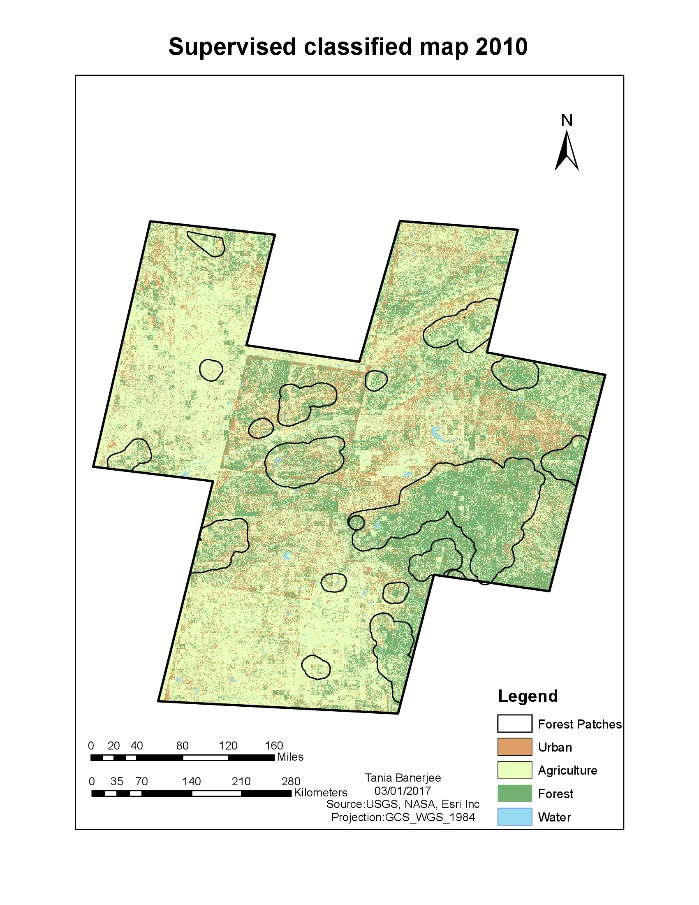 Supervised classified map 2010
N
Legend
Forest Patches
Urban
Agriculture
Forest
Water
0 20 40 80 120 160
Miles
0 35 70 140 210 280
Kilometers
Tania Banerjee
03/01/2017
Source:USGS, NASA, Esri Inc
Projection:GCS_WGS_1984